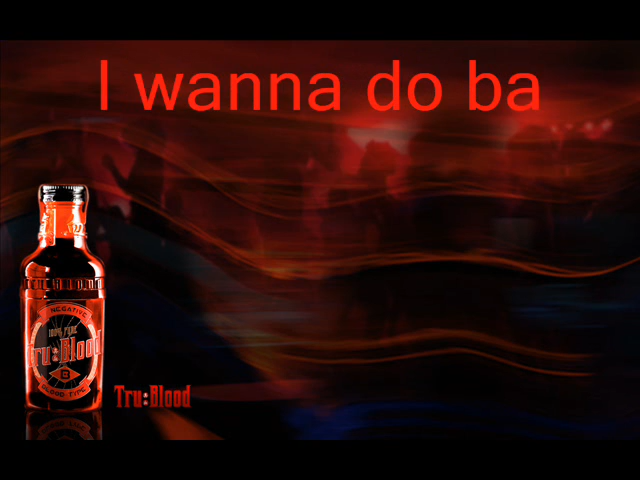 I wanna do ba
NEGATIVE
Tru:Blood
BLOOD TYPE
Tru:Blood